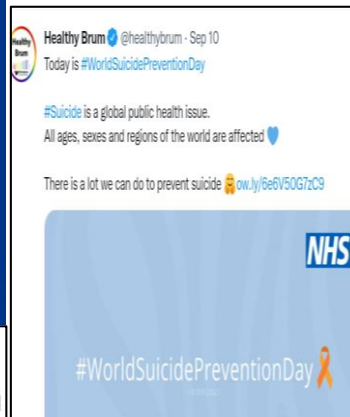 Healthy Brum @healthybrum · Sep 10
Healthy
Brum
Today is #WorldSuicidePreventionDay
#Suicide is a global public health issue.
All ages, sexes and regions of the world are affected 💙
There is a lot we can do to prevent suicide 🤗 ow.ly/6e6V50G7zC9
NHS
#WorldSuicidePreventionDay